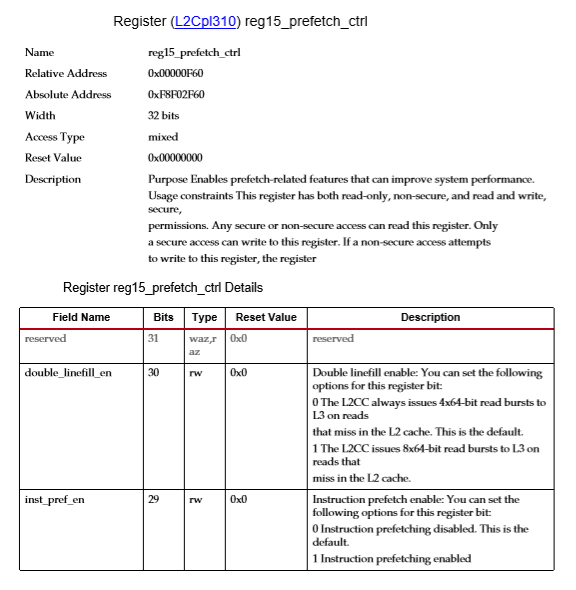 Register (L2Cpl310) reg15_prefetch_ctrl
Name reg15_prefetch_ctrl
Relative Address 0x00000F60
Absolute Address 0xF8F02F60
Width 32 bits
Access Type mixed
Reset Value 0x00000000
Description Purpose Enables prefetch-related features that can improve system performance.
Usage constraints This register has both read-only, non-secure, and read and write,
secure,
permissions. Any secure or non-secure access can read this register. Only
a secure access can write to this register. If a non-secure access attempts
to write to this register, the register
Register reg15_prefetch_ctrl Details
Field Name Bits Type Reset Value Description
reserved 31 waz,r 0x0 reserved
az
double_linefill_en 30 rw 0x0 Double linefill enable: You can set the following
options for this register bit:
0 The L2CC always issues 4x64-bit read bursts to
L3 on reads
that miss in the L2 cache. This is the default.
1 The L2CC issues 8x64-bit read bursts to L3 on
reads that
miss in the L2 cache.
inst_pref_en 29 rw 0x0 Instruction prefetch enable: You can set the
following options for this register bit:
0 Instruction prefetching disabled. This is the
default.
1 Instruction prefetching enabled